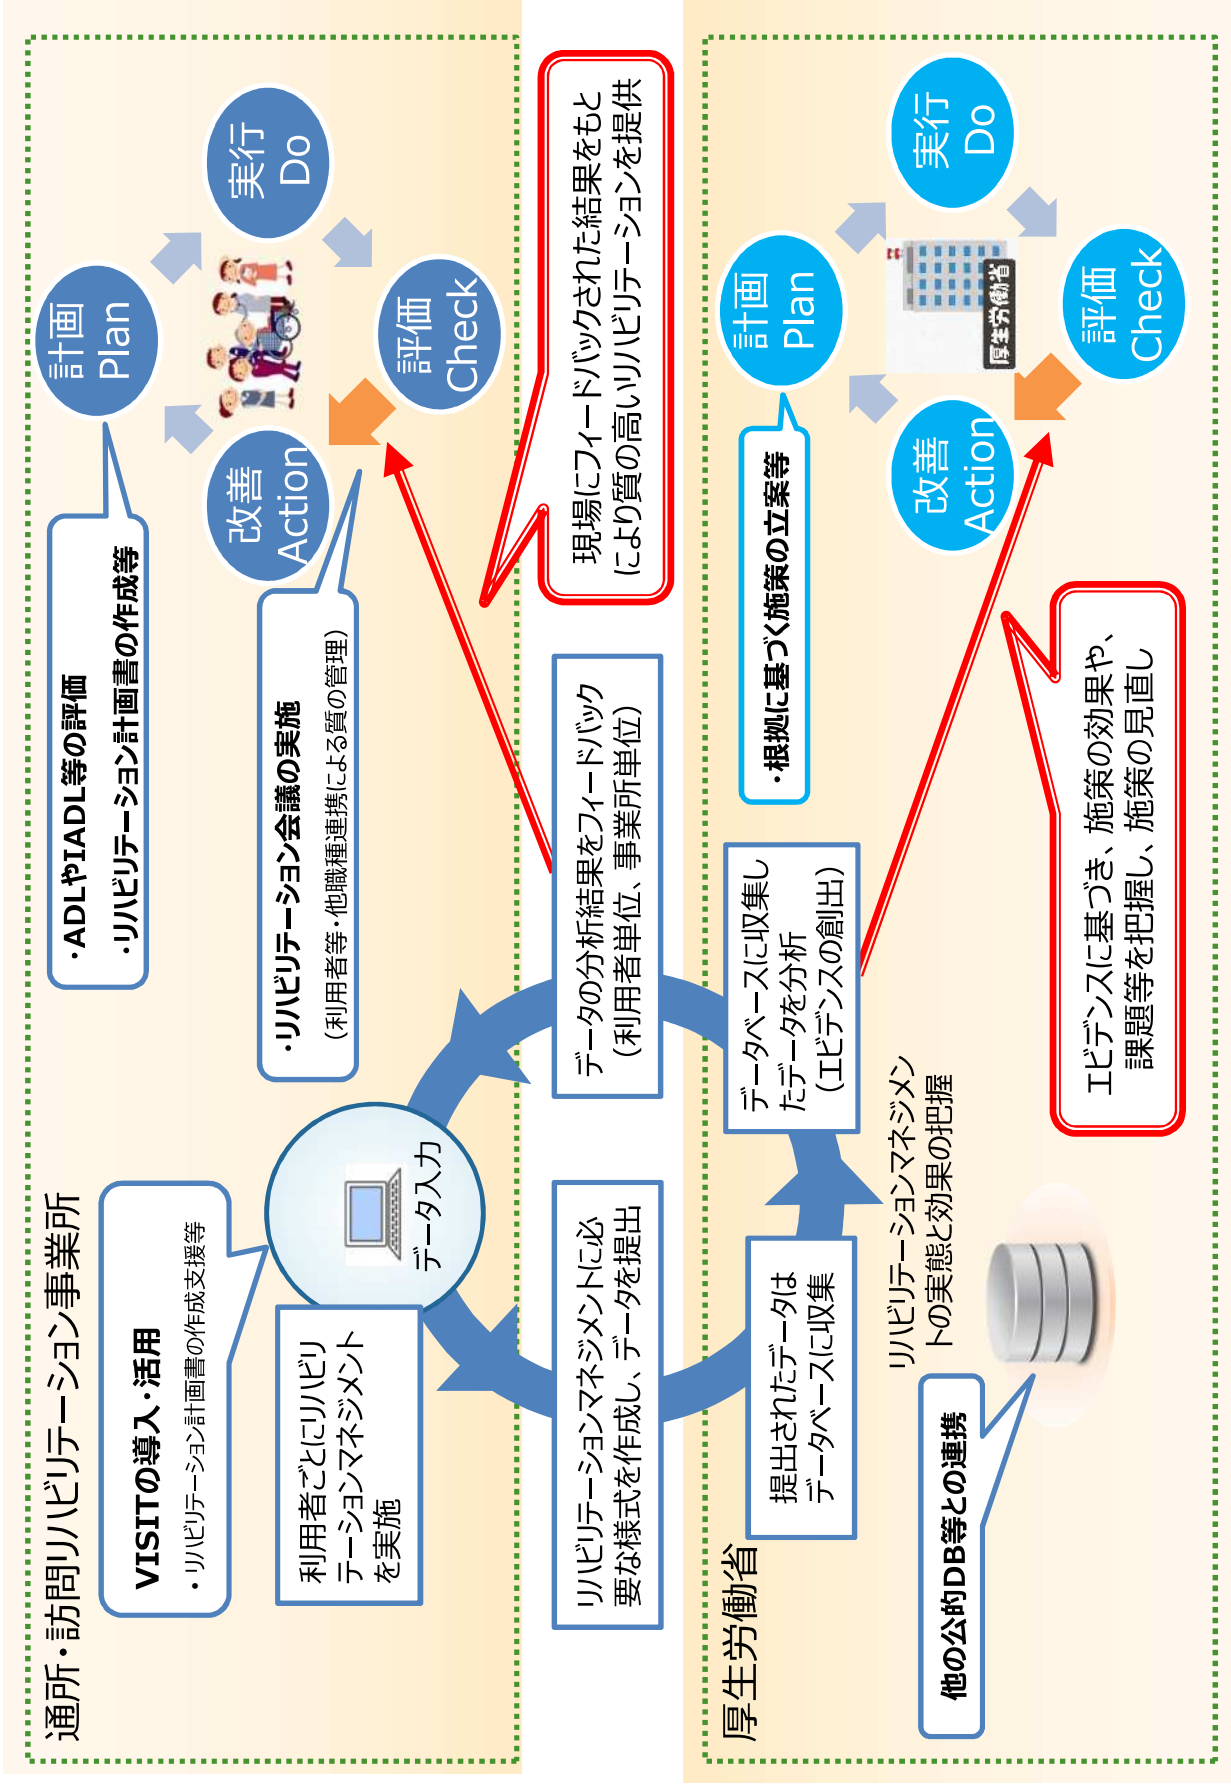 通所・訪問リハビリテーション事業所
VISITの導入・活用
・リハビリテーション計画書の作成支援等
利用者ごとにリハビリ
テーションマネジメント
を実施
データ入力
・ADLやIADL等の評価
・リハビリテーション計画書の作成等
・リハビリテーション会議の実施
（利用者等・他職種連携による質の管理）
計画
Plan
実行
Do
評価
Check
改善
Action
リハビリテーションマネジメントに必
要な様式を作成し、データを提出
データの分析結果をフィードバック
（利用者単位、事業所単位）
現場にフィードバックされた結果をもと
により質の高いリハビリテーションを提供
厚生労働省
提出されたデータは
データベースに収集
データベースに収集し
たデータを分析
（エビデンスの創出）
リハビリテーションマネジメン
トの実態と効果の把握
他の公的DB等との連携
・根拠に基づく施策の立案等
計画
Plan
実行
Do
評価
Check
改善
Action
厚生労働省
エビデンスに基づき、施策の効果や、
課題等を把握し、施策の見直し